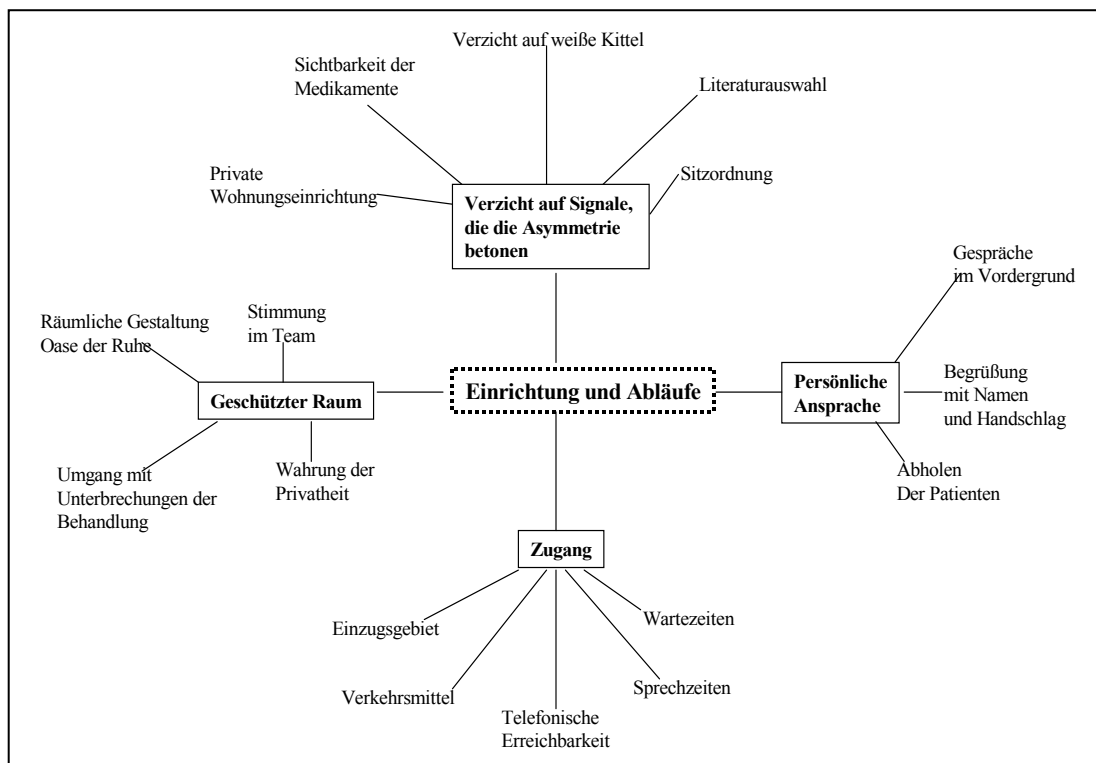 Verzicht auf weiße Kittel
Sichtbarkeit der
Medikamente
Literaturauswahl
Private
Wohnungseinrichtung
Sitzordnung
Verzicht auf Signale,
die die Asymmetrie
betonen
Gespräche
im Vordergrund
Räumliche Gestaltung
Oase der Ruhe
Stimmung
im Team
Geschützter Raum
Einrichtung und Abläufe
Persönliche
Ansprache
Begrüßung
mit Namen
und Handschlag
Umgang mit
Unterbrechungen der
Behandlung
Wahrung der
Privatheit
Abholen
Der Patienten
Zugang
Einzugsgebiet
Wartezeiten
Verkehrsmittel
Sprechzeiten
Telefonische
Erreichbarkeit